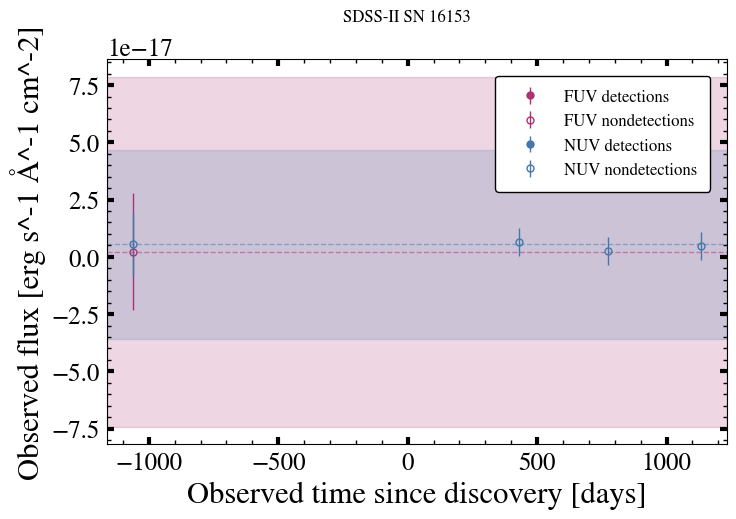 SDSS-II SN 16153
1e−17
Observed flux [erg s^-1 Å^-1 cm^-2]
7.5
5.0
2.5
0.0
−2.5
−5.0
−7.5
FUV detections
FUV nondetections
NUV detections
NUV nondetections
−1000
−500
0
500
1000
Observed time since discovery [days]